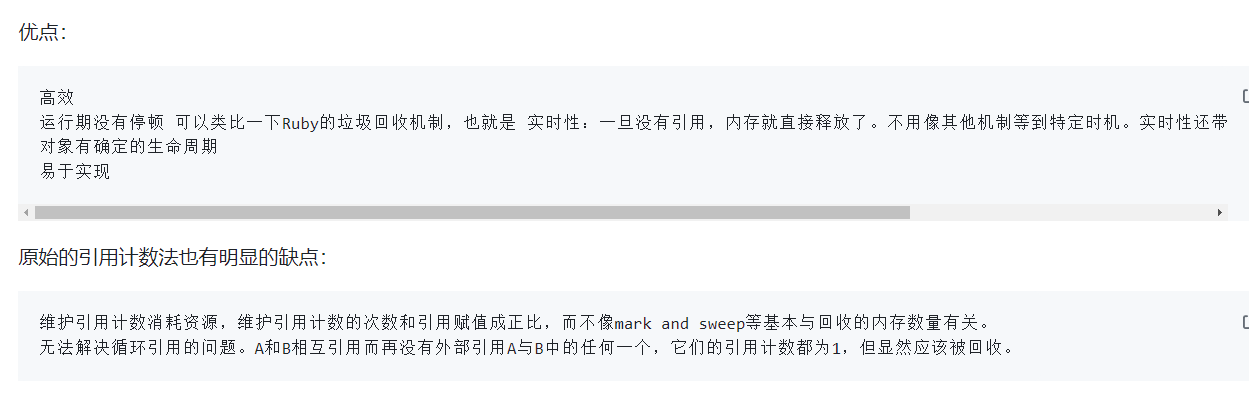 优点：
高效
运行期没有停顿 可以类比一下Ruby的垃圾回收机制，也就是 实时性：一旦没有引用，内存就直接释放了。不用像其他机制等到特定时机。实时性还带
对象有确定的生命周期
易于实现
原始的引用计数法也有明显的缺点：
维护引用计数消耗资源，维护引用计数的次数和引用赋值成正比，而不像mark and sweep等基本与回收的内存数量有关。
无法解决循环引用的问题。A和B相互引用而再没有外部引用A与B中的任何一个，它们的引用计数都为1，但显然应该被回收。